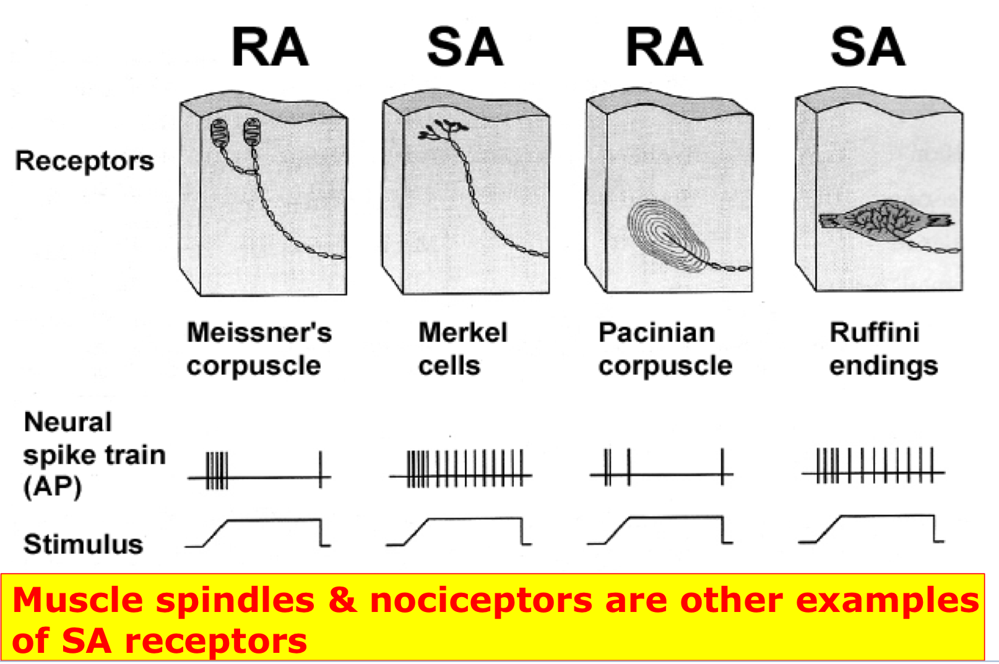 RA SA RA SA
Receptors
Meissner's Merkel Pacinian Ruffini
corpuscle cells corpuscle endings
Neural
spike train
(AP)
Stimulus
Muscle spindles & nociceptors are other examples
of SA receptors